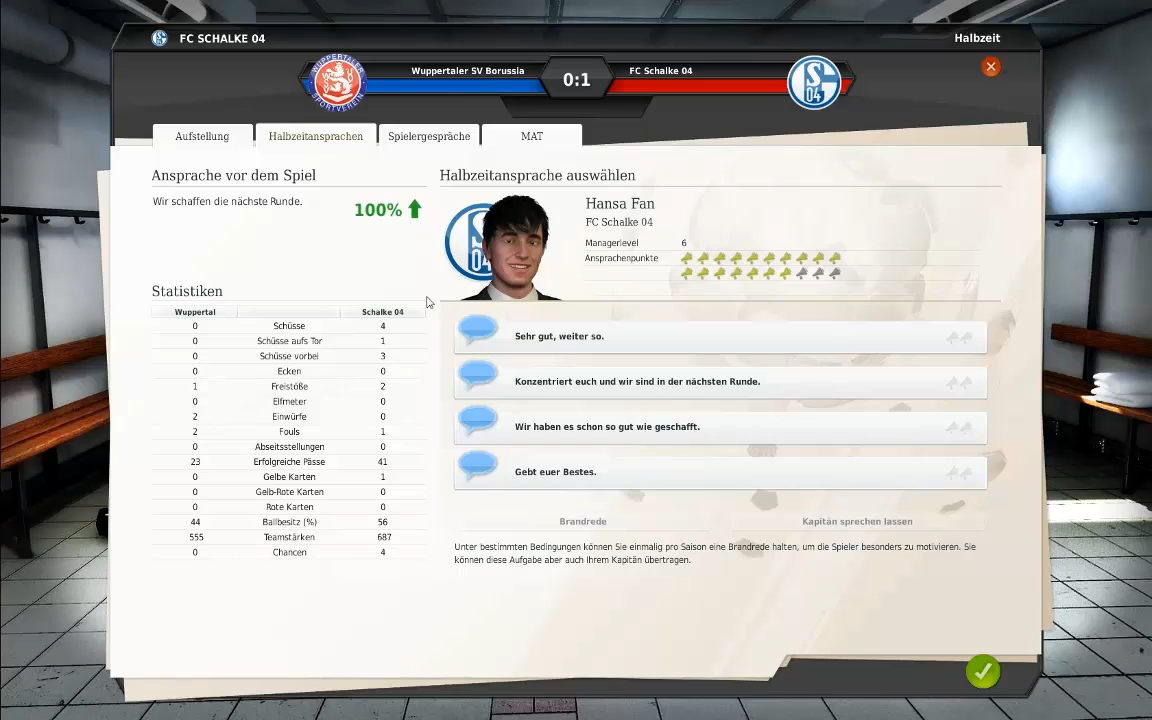 FC SCHALKE 04
Halbzeit
Wuppertaler SV Borussia
0:1
FC Schalke 04
WUPPERTALER
SPORTVEREIN
S
04
Aufstellung
Halbzeitansprachen
Spielergespräche
MAT
Ansprache vor dem Spiel
Wir schaffen die nächste Runde.
100%
Halbzeitansprache auswählen
Hansa Fan
FC Schalke 04
Managerlevel 6
Ansprachenpunkte
S
04
Statistiken
Wuppertal Schalke 04
0 Schüsse 4
0 Schüsse aufs Tor 1
0 Schüsse vorbei 3
0 Ecken 0
1 Freistöße 2
0 Elfmeter 0
2 Einwürfe 0
2 Fouls 1
0 Abseitsstellungen 0
23 Erfolgreiche Pässe 41
0 Gelbe Karten 1
0 Gelb-Rote Karten 0
0 Rote Karten 0
44 Ballbesitz (%) 56
555 Teamstärken 687
0 Chancen 4
Sehr gut, weiter so.
Konzentriert euch und wir sind in der nächsten Runde.
Wir haben es schon so gut wie geschafft.
Gebt euer Bestes.
Brandrede
Kapitän sprechen lassen
Unter bestimmten Bedingungen können Sie einmalig pro Saison eine Brandrede halten, um die Spieler besonders zu motivieren. Sie
können diese Aufgabe aber auch Ihrem Kapitän übertragen.